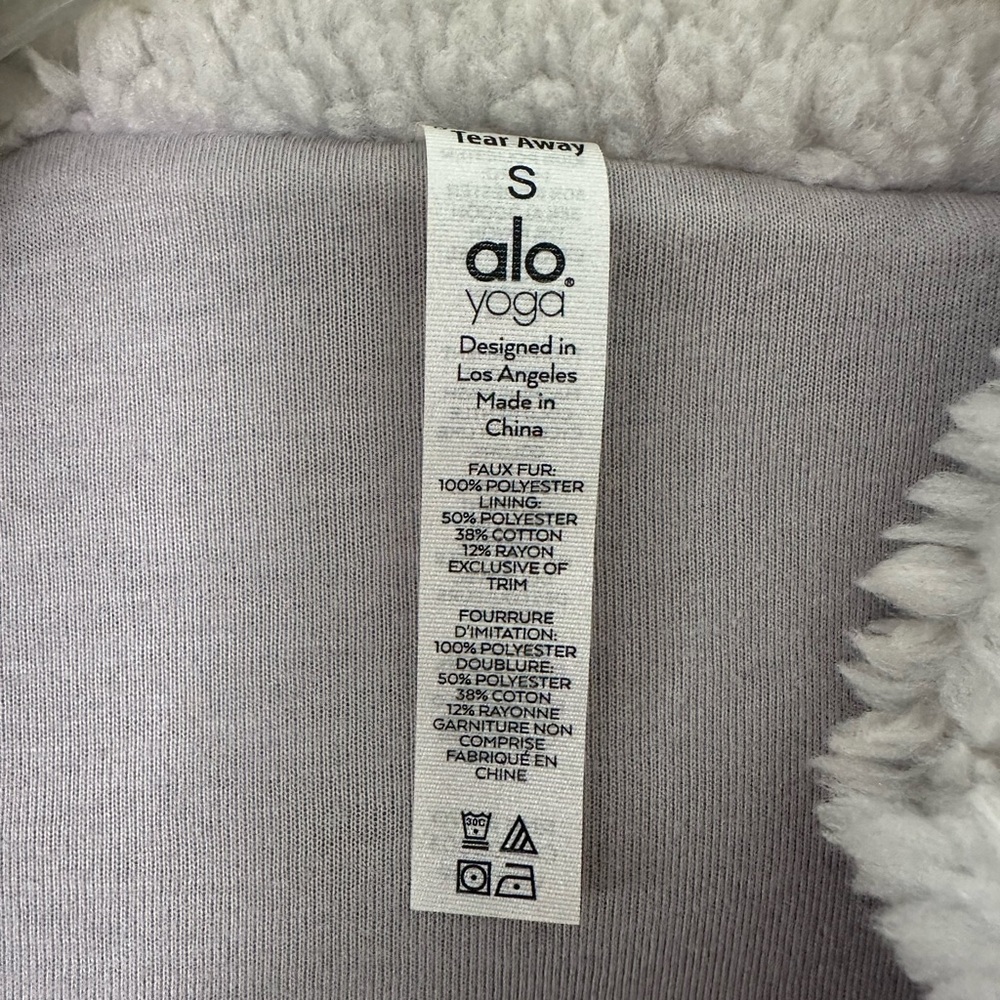 Tear Away
S
alo®
yoga
Designed in
Los Angeles
Made in
China
FAUX FUR:
100% POLYESTER
LINING:
50% POLYESTER
38% COTTON
12% RAYON
EXCLUSIVE OF
TRIM
FOURRURE
D'IMITATION:
100% POLYESTER
DOUBLURE:
50% POLYESTER
38% COTON
12% RAYONNE
GARNITURE NON
COMPRISE
FABRIQUÉ EN
CHINE
30C